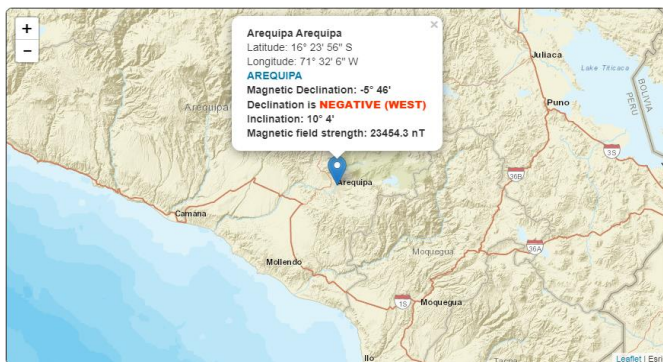 +
−
×
Arequipa Arequipa
Latitude: 16° 23' 56" S
Longitude: 71° 32' 6" W
AREQUIPA
Magnetic Declination: -5° 46'
Declination is NEGATIVE (WEST)
Inclination: 10° 4'
Magnetic field strength: 23454.3 nT
Juliaca
Lake Titicaca
BOLIVIA
PERU
Puno
3S
Arequipa
36B
Camana
Moquegua
36A
Mollendo
1S
Moquegua
Ilo
Tacna
Leaflet | Esri